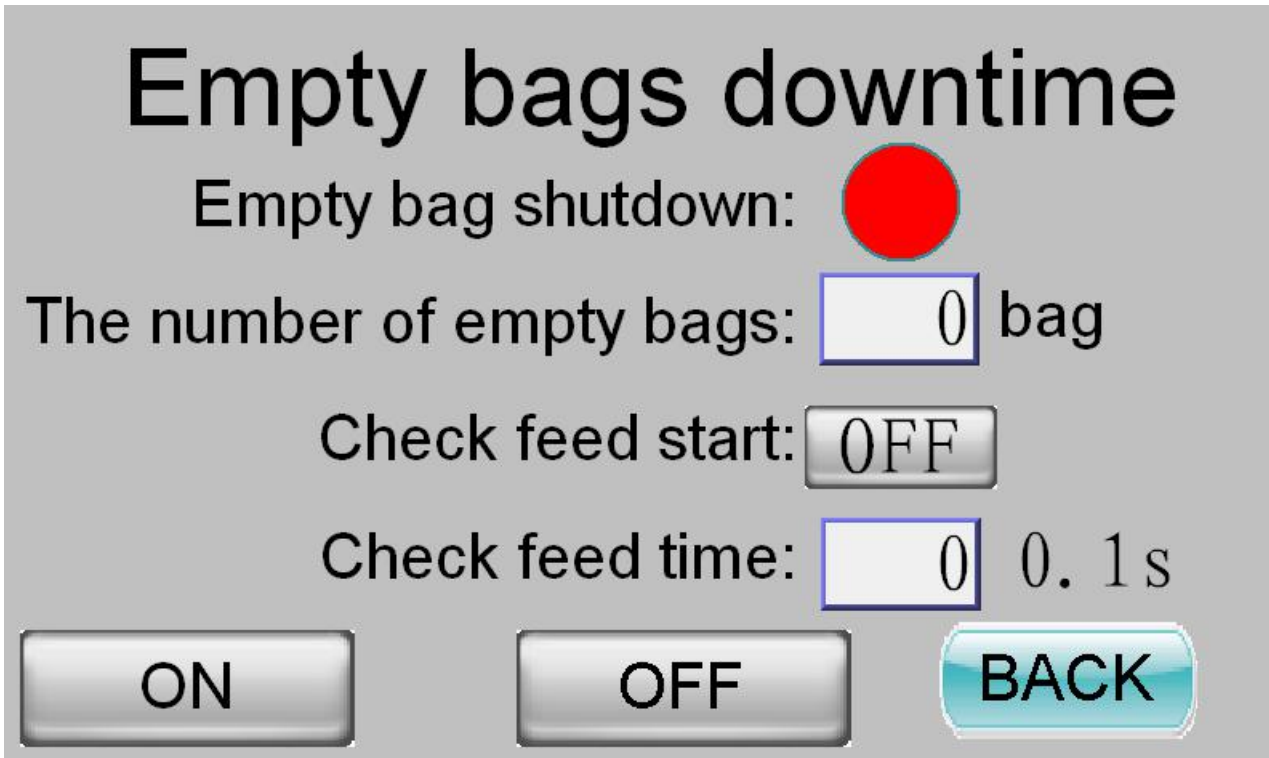 Empty bags downtime
Empty bag shutdown:
The number of empty bags: 0 bag
Check feed start: OFF
Check feed time: 0 0.1s
ON OFF BACK